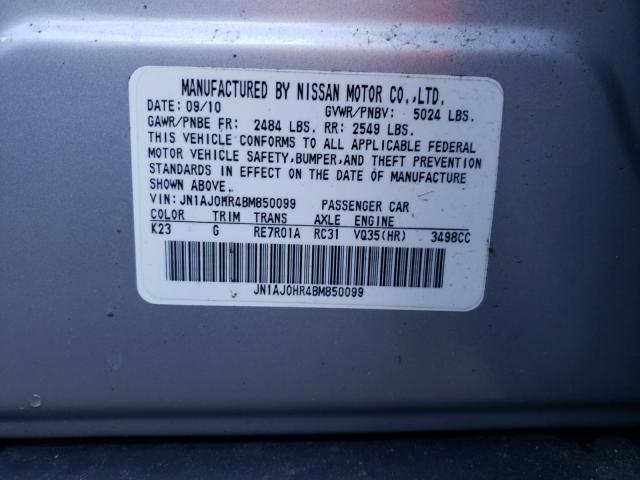 MANUFACTURED BY NISSAN MOTOR CO.,LTD.
DATE: 09/10 GVWR/PNBV: 5024 LBS.
GAWR/PNBE FR: 2484 LBS. RR: 2549 LBS.
THIS VEHICLE CONFORMS TO ALL APPLICABLE FEDERAL
MOTOR VEHICLE SAFETY,BUMPER,AND THEFT PREVENTION
STANDARDS IN EFFECT ON THE DATE OF MANUFACTURE
SHOWN ABOVE.
VIN: JN1AJ0HR4BM850099 PASSENGER CAR
COLOR TRIM TRANS AXLE ENGINE
K23 G RE7R01A RC31 VQ35(HR) 3498CC
JN1AJ0HR4BM850099